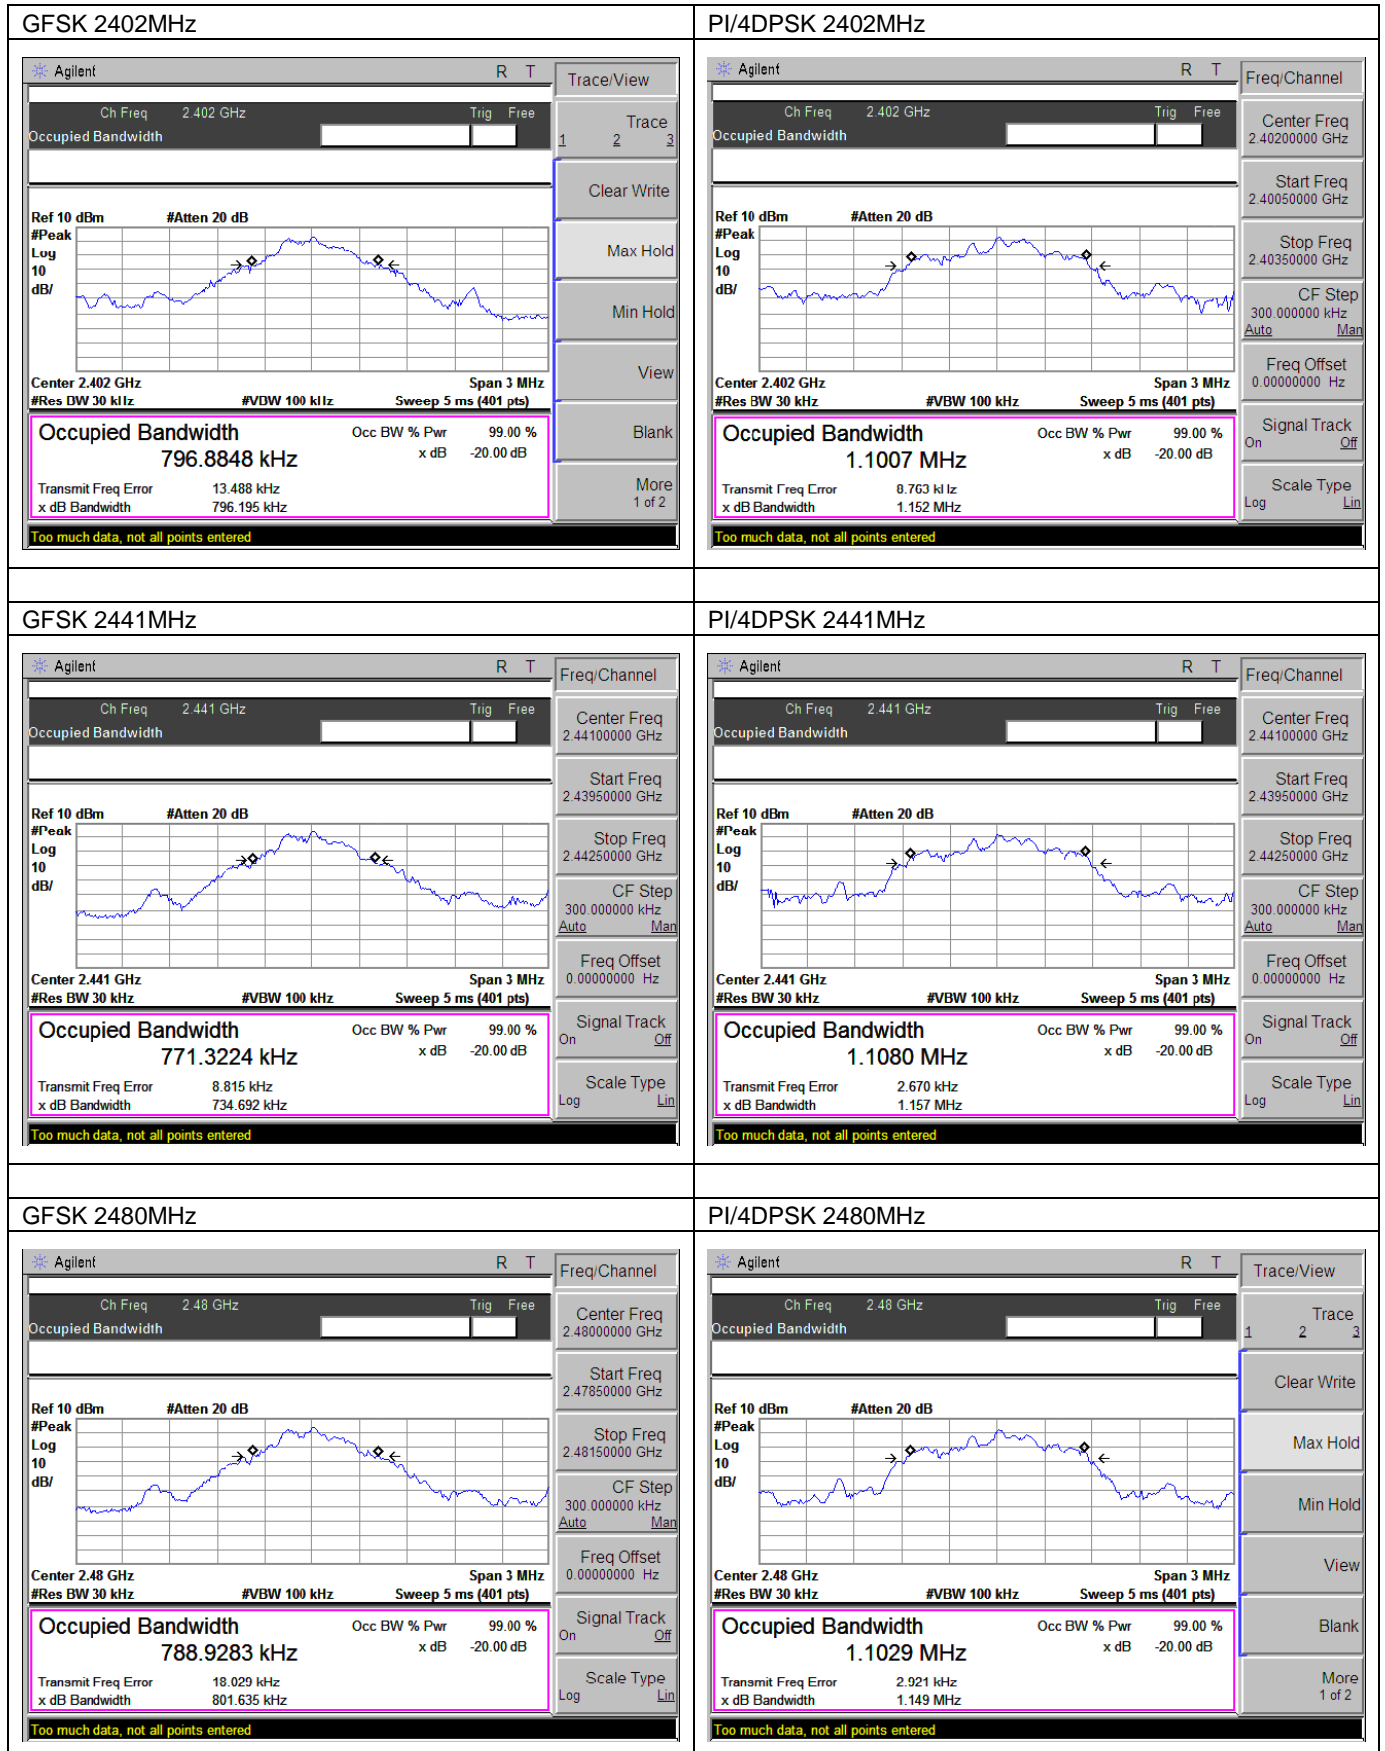 GFSK 2402MHz
Agilent R T
Trace/View
Ch Freq 2.402 GHz Trig Free
Occupied Bandwidth
Trace
1 2 3
Clear Write
Max Hold
Min Hold
View
Blank
More
1 of 2
Ref 10 dBm #Atten 20 dB
#Peak
Log
10
dB/
Center 2.402 GHz Span 3 MHz
#Res BW 30 kHz #VBW 100 kHz Sweep 5 ms (401 pts)
Occupied Bandwidth Occ BW % Pwr 99.00 %
796.8848 kHz x dB -20.00 dB
Transmit Freq Error 13.488 kHz
x dB Bandwidth 796.195 kHz
Too much data, not all points entered
PI/4DPSK 2402MHz
Agilent R T
Freq/Channel
Ch Freq 2.402 GHz Trig Free
Occupied Bandwidth
Center Freq
2.40200000 GHz
Start Freq
2.40050000 GHz
Stop Freq
2.40350000 GHz
CF Step
300.000000 kHz
Auto Man
Freq Offset
0.00000000 Hz
Signal Track
On Off
Scale Type
Log Lin
Ref 10 dBm #Atten 20 dB
#Peak
Log
10
dB/
Center 2.402 GHz Span 3 MHz
#Res BW 30 kHz #VBW 100 kHz Sweep 5 ms (401 pts)
Occupied Bandwidth Occ BW % Pwr 99.00 %
1.1007 MHz x dB -20.00 dB
Transmit Freq Error 8.763 kHz
x dB Bandwidth 1.152 MHz
Too much data, not all points entered
GFSK 2441MHz
Agilent R T
Freq/Channel
Ch Freq 2.441 GHz Trig Free
Occupied Bandwidth
Center Freq
2.44100000 GHz
Start Freq
2.43950000 GHz
Stop Freq
2.44250000 GHz
CF Step
300.000000 kHz
Auto Man
Freq Offset
0.00000000 Hz
Signal Track
On Off
Scale Type
Log Lin
Ref 10 dBm #Atten 20 dB
#Peak
Log
10
dB/
Center 2.441 GHz Span 3 MHz
#Res BW 30 kHz #VBW 100 kHz Sweep 5 ms (401 pts)
Occupied Bandwidth Occ BW % Pwr 99.00 %
771.3224 kHz x dB -20.00 dB
Transmit Freq Error 8.815 kHz
x dB Bandwidth 734.692 kHz
Too much data, not all points entered
PI/4DPSK 2441MHz
Agilent R T
Freq/Channel
Ch Freq 2.441 GHz Trig Free
Occupied Bandwidth
Center Freq
2.44100000 GHz
Start Freq
2.43950000 GHz
Stop Freq
2.44250000 GHz
CF Step
300.000000 kHz
Auto Man
Freq Offset
0.00000000 Hz
Signal Track
On Off
Scale Type
Log Lin
Ref 10 dBm #Atten 20 dB
#Peak
Log
10
dB/
Center 2.441 GHz Span 3 MHz
#Res BW 30 kHz #VBW 100 kHz Sweep 5 ms (401 pts)
Occupied Bandwidth Occ BW % Pwr 99.00 %
1.1080 MHz x dB -20.00 dB
Transmit Freq Error 2.670 kHz
x dB Bandwidth 1.157 MHz
Too much data, not all points entered
GFSK 2480MHz
Agilent R T
Freq/Channel
Ch Freq 2.48 GHz Trig Free
Occupied Bandwidth
Center Freq
2.48000000 GHz
Start Freq
2.47850000 GHz
Stop Freq
2.48150000 GHz
CF Step
300.000000 kHz
Auto Man
Freq Offset
0.00000000 Hz
Signal Track
On Off
Scale Type
Log Lin
Ref 10 dBm #Atten 20 dB
#Peak
Log
10
dB/
Center 2.48 GHz Span 3 MHz
#Res BW 30 kHz #VBW 100 kHz Sweep 5 ms (401 pts)
Occupied Bandwidth Occ BW % Pwr 99.00 %
788.9283 kHz x dB -20.00 dB
Transmit Freq Error 18.029 kHz
x dB Bandwidth 801.635 kHz
Too much data, not all points entered
PI/4DPSK 2480MHz
Agilent R T
Trace/View
Ch Freq 2.48 GHz Trig Free
Occupied Bandwidth
Trace
1 2 3
Clear Write
Max Hold
Min Hold
View
Blank
More
1 of 2
Ref 10 dBm #Atten 20 dB
#Peak
Log
10
dB/
Center 2.48 GHz Span 3 MHz
#Res BW 30 kHz #VBW 100 kHz Sweep 5 ms (401 pts)
Occupied Bandwidth Occ BW % Pwr 99.00 %
1.1029 MHz x dB -20.00 dB
Transmit Freq Error 2.921 kHz
x dB Bandwidth 1.149 MHz
Too much data, not all points entered